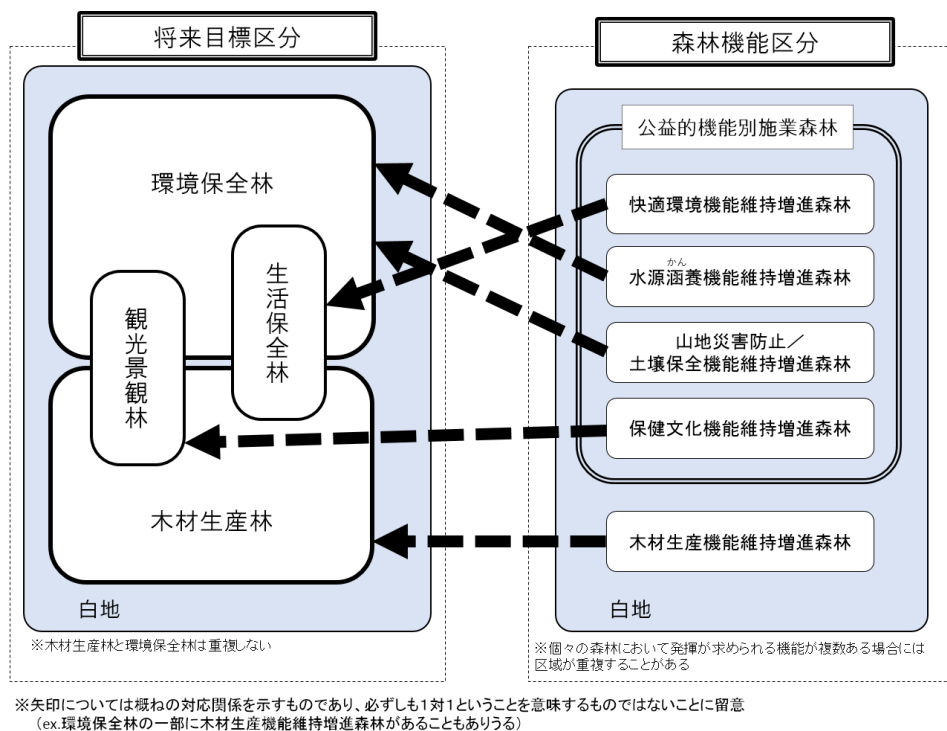 将来目標区分
環境保全林
生活保全林
観光景観林
木材生産林
白地
※木材生産林と環境保全林は重複しない
森林機能区分
公益的機能別施業森林
快適環境機能維持増進森林
かん
水源涵養機能維持増進森林
山地災害防止／
土壌保全機能維持増進森林
保健文化機能維持増進森林
木材生産機能維持増進森林
白地
※個々の森林において発揮が求められる機能が複数ある場合には
区域が重複することがある
※矢印については概ねの対応関係を示すものであり、必ずしも１対１ということを意味するものではないことに留意
（ex.環境保全林の一部に木材生産機能維持増進森林があることもありうる）